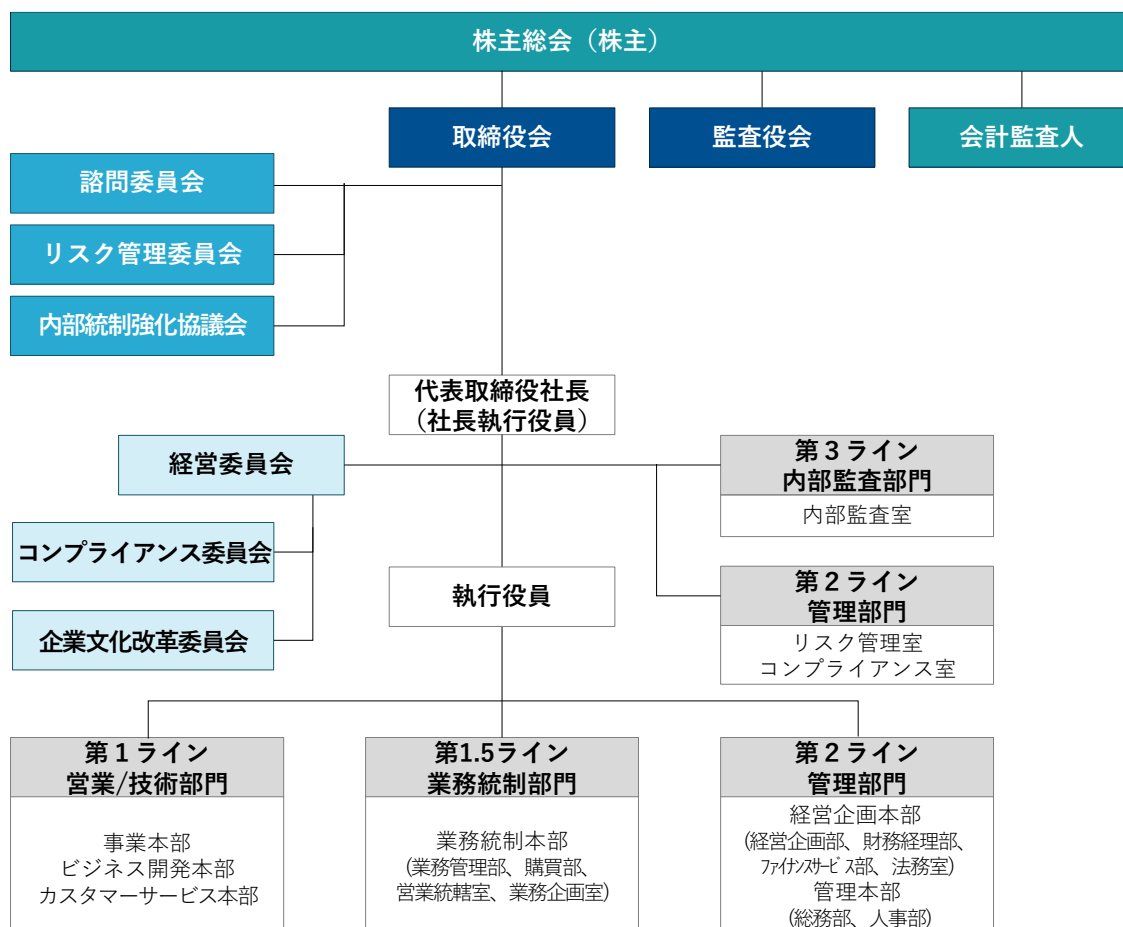 株主総会（株主）
取締役会
監査役会
会計監査人
諮問委員会
リスク管理委員会
内部統制強化協議会
代表取締役社長
（社長執行役員）
経営委員会
コンプライアンス委員会
企業文化改革委員会
第３ライン
内部監査部門
内部監査室
執行役員
第２ライン
管理部門
リスク管理室
コンプライアンス室
第１ライン
営業/技術部門
事業本部
ビジネス開発本部
カスタマーサービス本部
第1.5ライン
業務統制部門
業務統制本部
(業務管理部、購買部、
営業統轄室、業務企画室)
第２ライン
管理部門
経営企画本部
(経営企画部、財務経理部、
ファイナンスサービス部、法務室)
管理本部
(総務部、人事部)